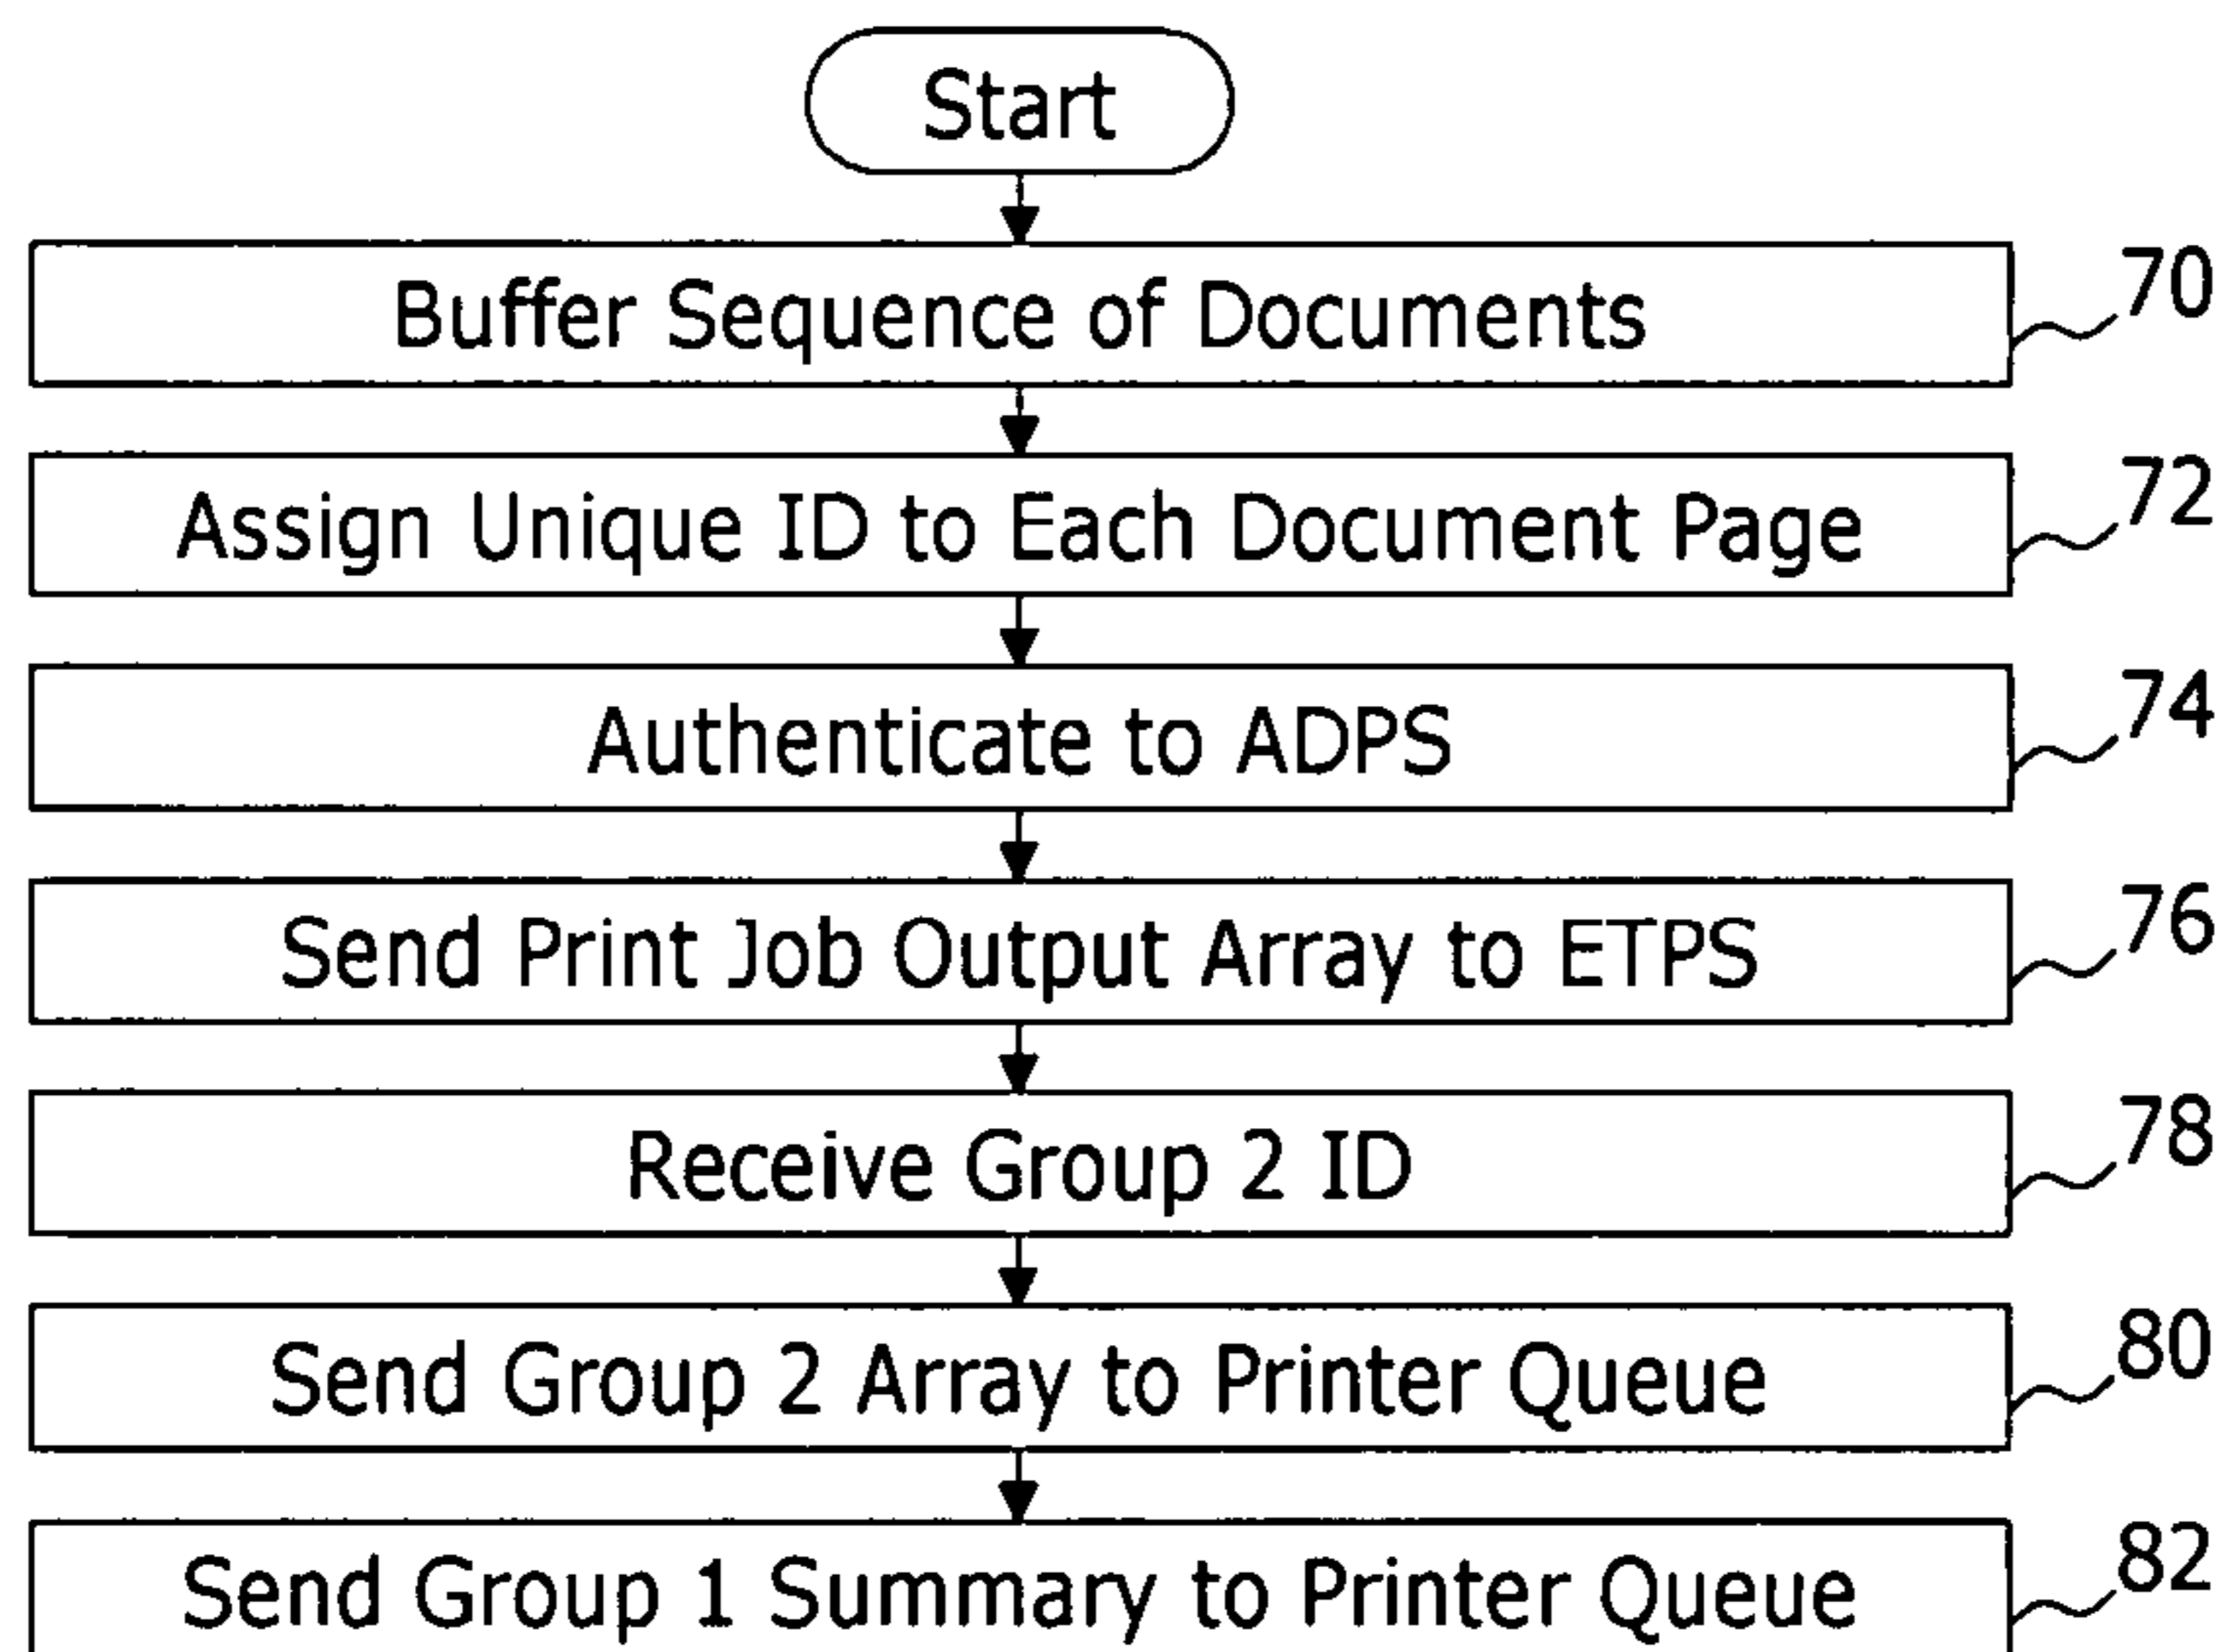 Start
Buffer Sequence of Documents 70
Assign Unique ID to Each Document Page 72
Authenticate to ADPS 74
Send Print Job Output Array to ETPS 76
Receive Group 2 ID 78
Send Group 2 Array to Printer Queue 80
Send Group 1 Summary to Printer Queue 82